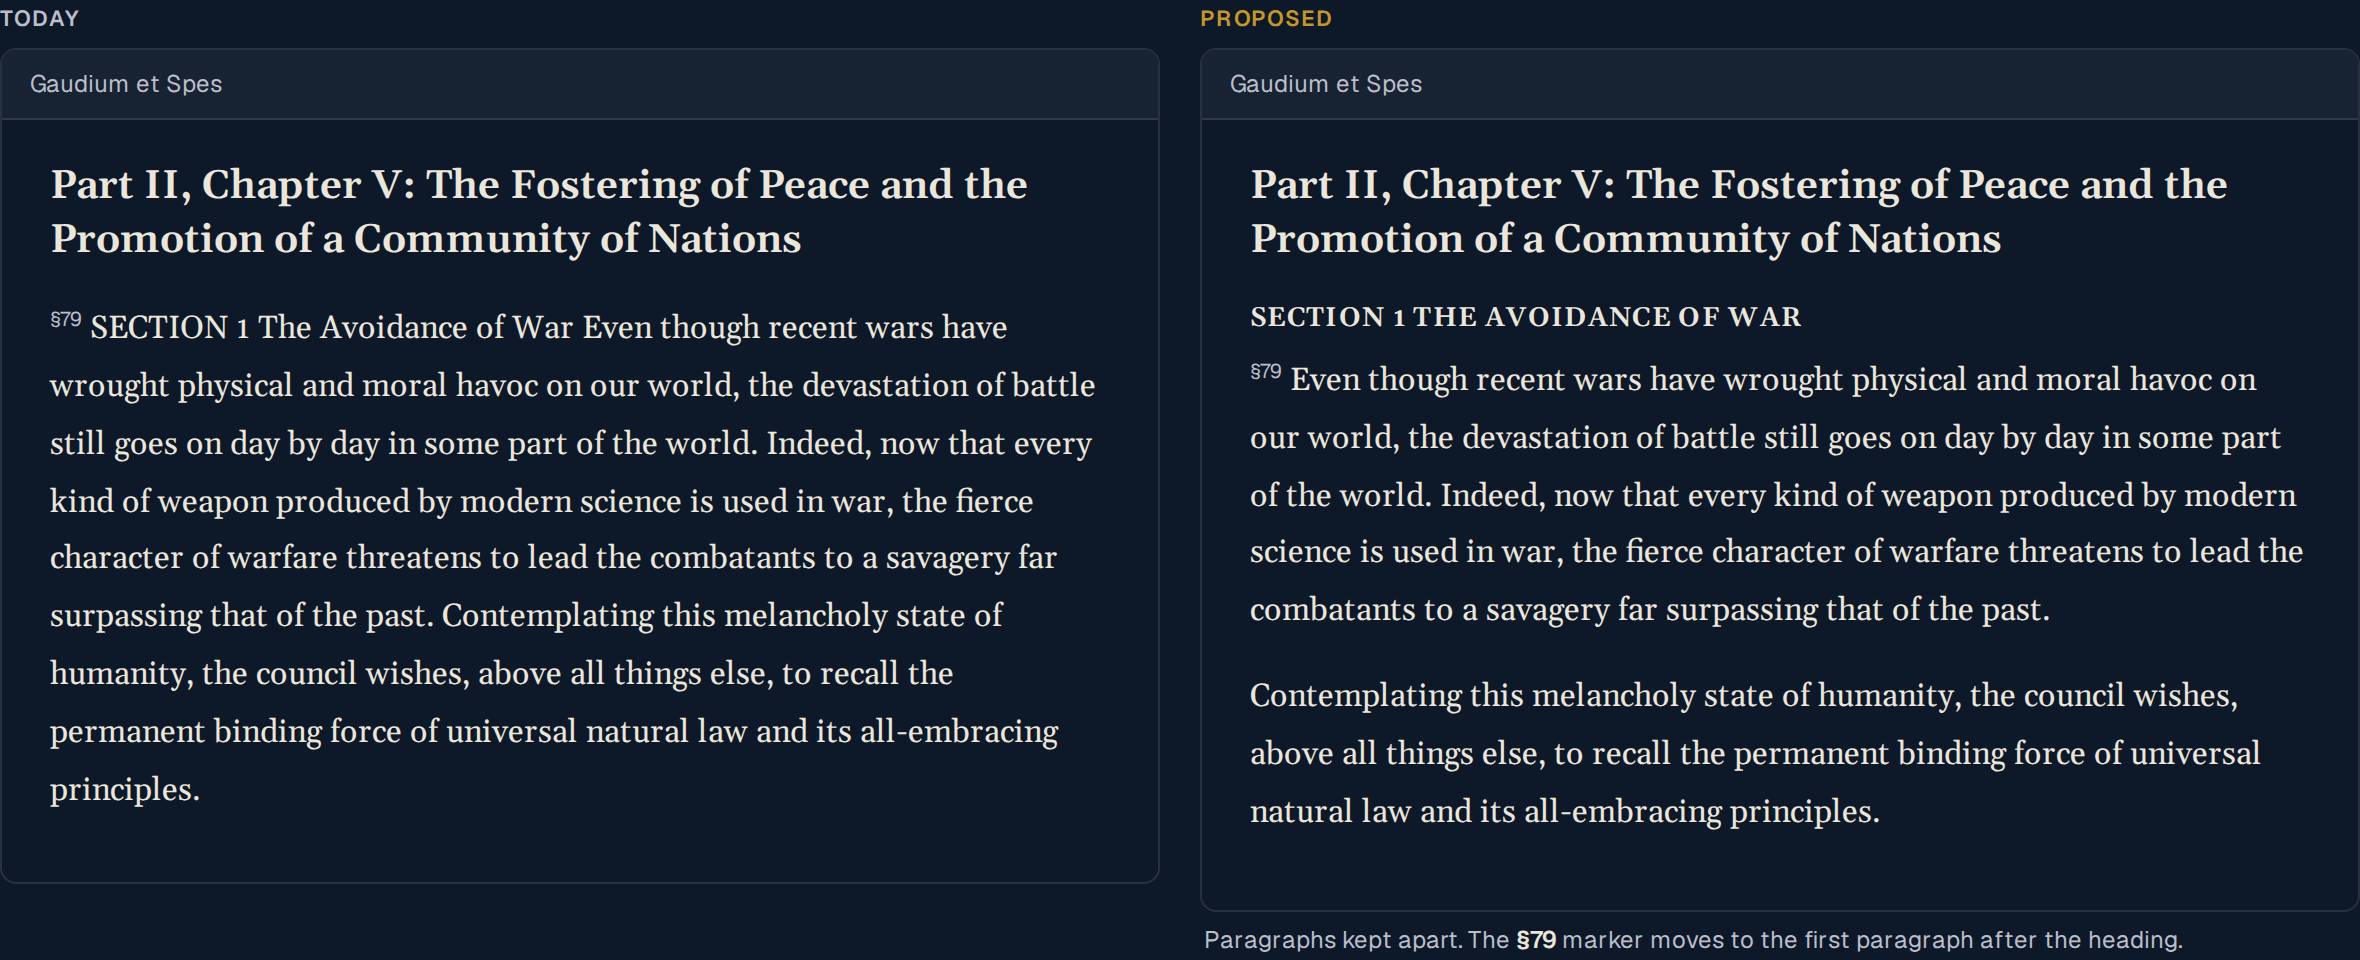 TODAY
Gaudium et Spes
Part II, Chapter V: The Fostering of Peace and the
Promotion of a Community of Nations
§79 SECTION 1 The Avoidance of War Even though recent wars have
wrought physical and moral havoc on our world, the devastation of battle
still goes on day by day in some part of the world. Indeed, now that every
kind of weapon produced by modern science is used in war, the fierce
character of warfare threatens to lead the combatants to a savagery far
surpassing that of the past. Contemplating this melancholy state of
humanity, the council wishes, above all things else, to recall the
permanent binding force of universal natural law and its all-embracing
principles.
PROPOSED
Gaudium et Spes
Part II, Chapter V: The Fostering of Peace and the
Promotion of a Community of Nations
SECTION 1 THE AVOIDANCE OF WAR
§79 Even though recent wars have wrought physical and moral havoc on
our world, the devastation of battle still goes on day by day in some part
of the world. Indeed, now that every kind of weapon produced by modern
science is used in war, the fierce character of warfare threatens to lead the
combatants to a savagery far surpassing that of the past.
Contemplating this melancholy state of humanity, the council wishes,
above all things else, to recall the permanent binding force of universal
natural law and its all-embracing principles.
Paragraphs kept apart. The §79 marker moves to the first paragraph after the heading.